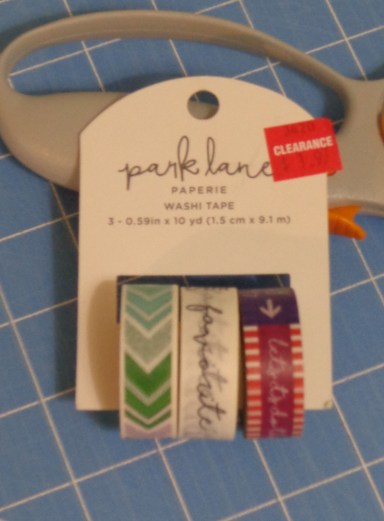 park lane
CLEARANCE
PAPERIE
WASHI TAPE
3 - 0.59in x 10 yd (1.5 cm x 9.1 m)
favorite